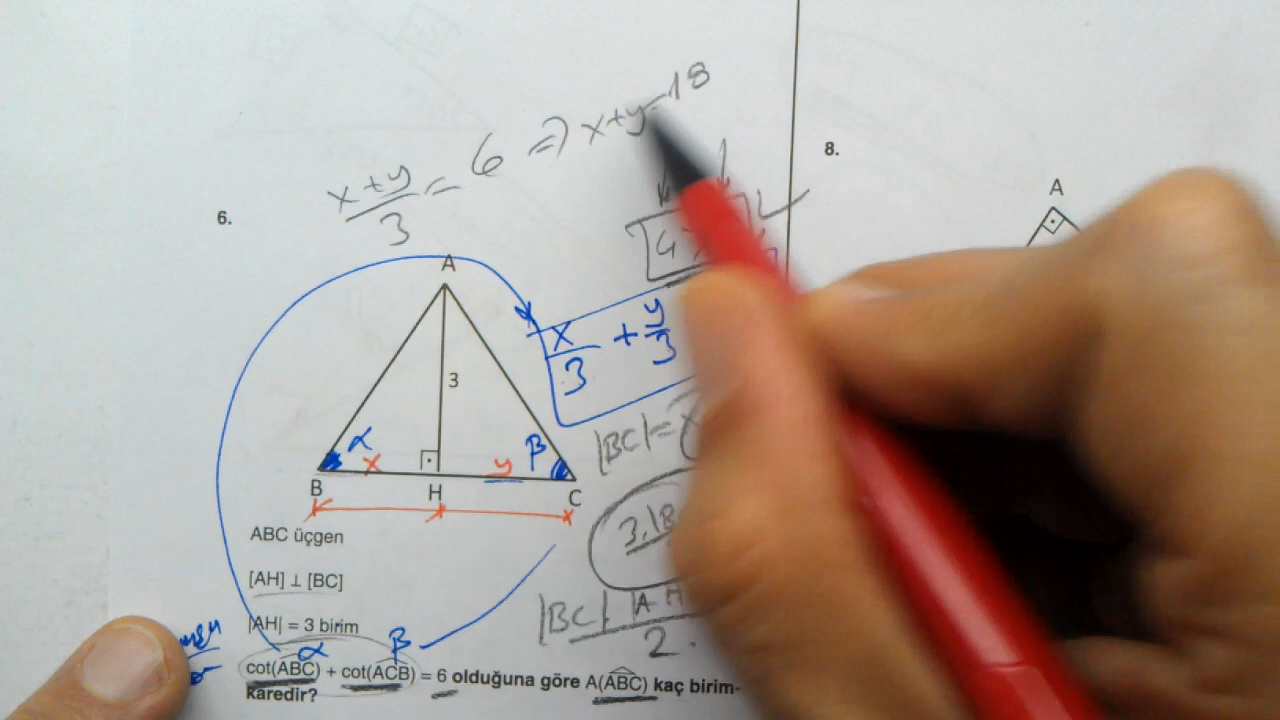 x+y/3 = 6 ⇒ x+y=18
6.
8.
A
A
x/3 + y/3
3
α
β
x
y
B
H
C
|BC|=
3.18
ABC üçgen
[AH] ⊥ [BC]
|AH| = 3 birim
|BC| |AH
2.
α
β
cot(ABC) + cot(ACB) = 6 olduğuna göre A(ABC) kaç birim-
karedir?